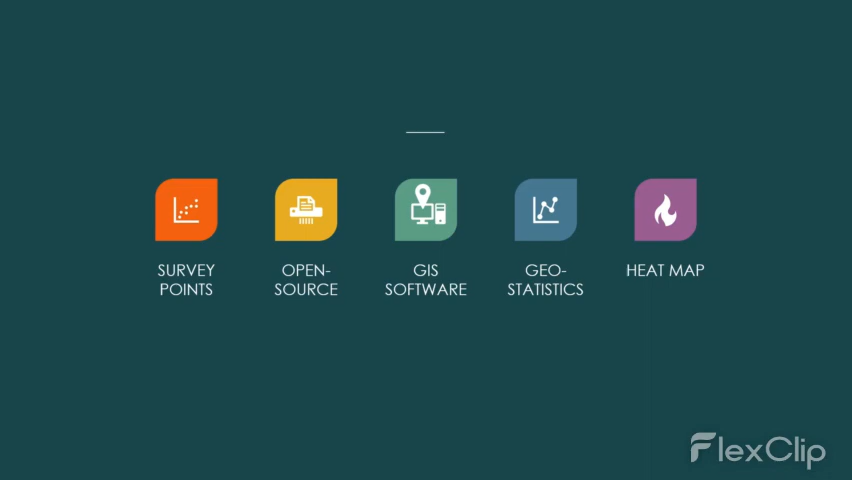 SURVEY
POINTS
OPEN-
SOURCE
GIS
SOFTWARE
GEO-
STATISTICS
HEAT MAP
FlexClip